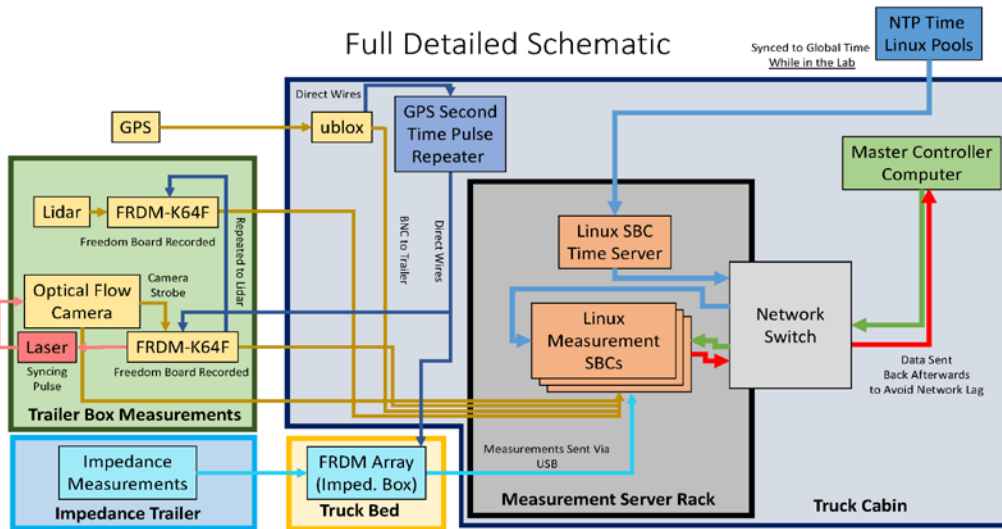 Full Detailed Schematic
NTP Time
Linux Pools
Synced to Global Time
While in the Lab
Direct Wires
GPS
ublox
GPS Second
Time Pulse
Repeater
Master Controller
Computer
Lidar
FRDM-K64F
Freedom Board Recorded
Repeated to Lidar
BNC to Trailer
Direct Wires
Linux SBC
Time Server
Optical Flow
Camera
Camera
Strobe
Linux
Measurement
SBCs
Network
Switch
Laser
FRDM-K64F
Syncing
Pulse
Freedom Board Recorded
Data Sent
Back Afterwards
to Avoid Network Lag
Trailer Box Measurements
Impedance
Measurements
Impedance Trailer
FRDM Array
(Imped. Box)
Truck Bed
Measurements Sent Via
USB
Measurement Server Rack
Truck Cabin